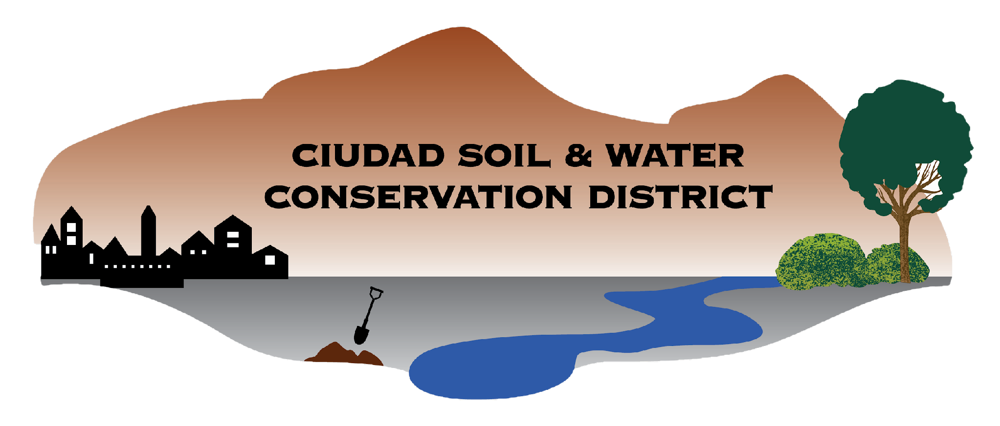 CIUDAD SOIL & WATER
CONSERVATION DISTRICT